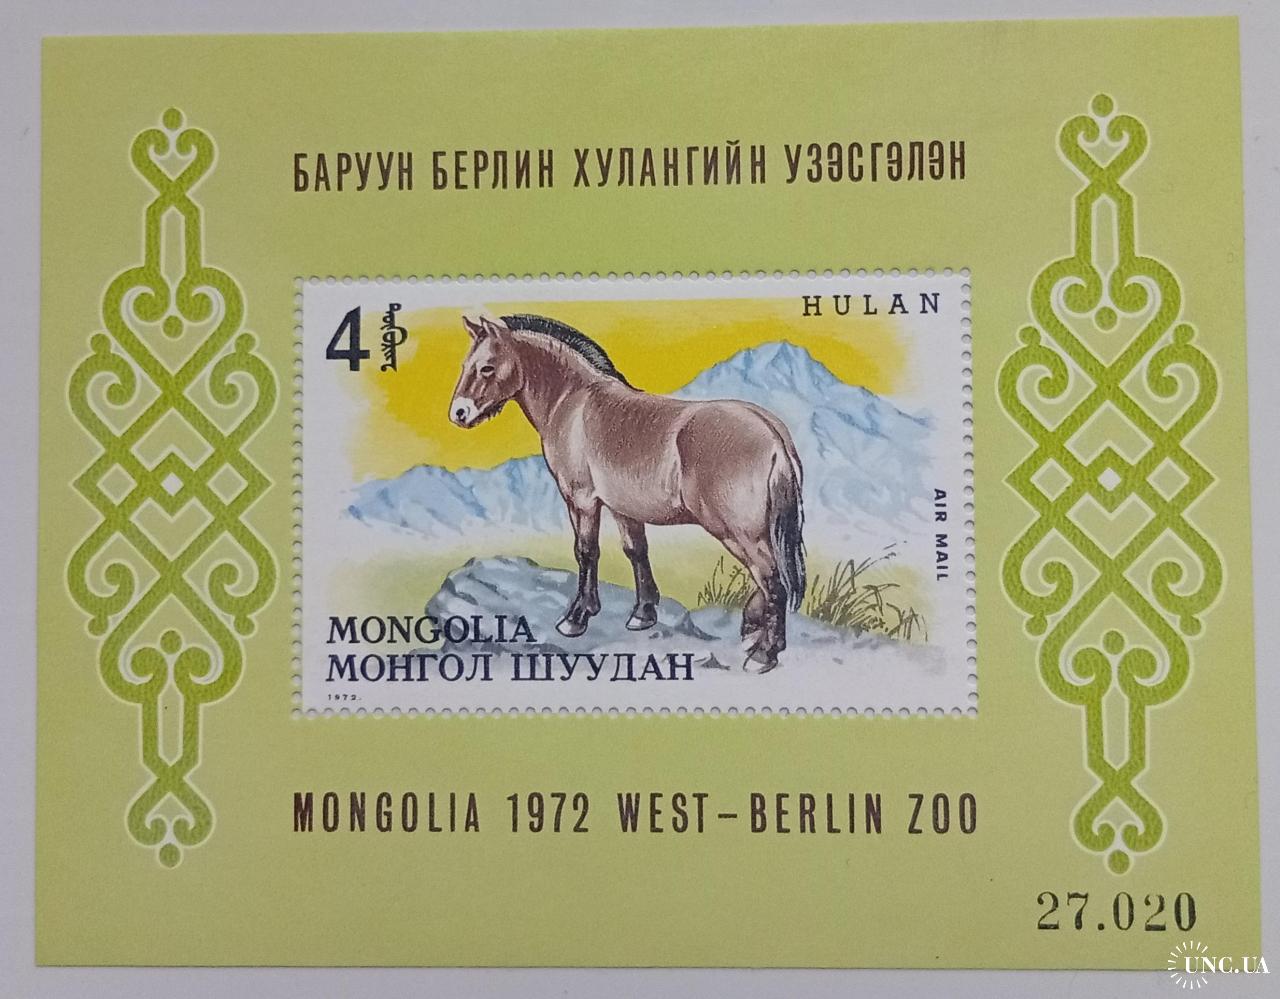 БАРУУН БЕРЛИН ХУЛАНГИЙН УЗЭСГЭЛЭН
4
HULAN
AIR MAIL
MONGOLIA
МОНГОЛ ШУУДАН
1972.
MONGOLIA 1972 WEST–BERLIN ZOO
27.020
UNC.UA